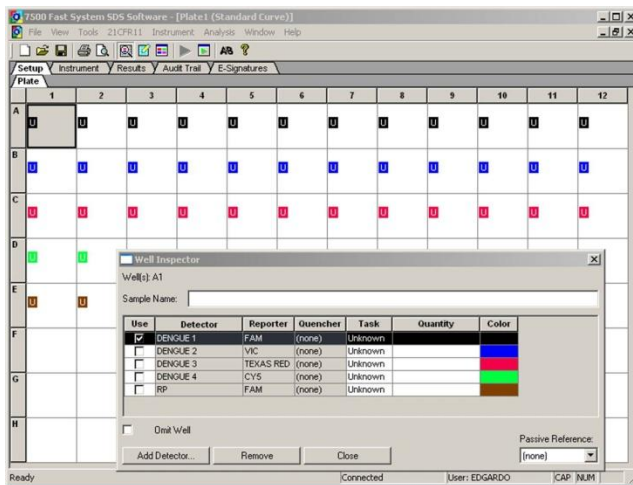 7500 Fast System SDS Software - [Plate1 (Standard Curve)]
File View Tools 21CFR11 Instrument Analysis Window Help
AB ?
Setup Instrument Results Audit Trail E-Signatures
Plate
1 2 3 4 5 6 7 8 9 10 11 12
A U U U U U U U U U U U U
B U U U U U U U U U U U U
C U U U U U U U U U U U U
D U U
E U U
F
G
H
Well Inspector
Well(s): A1
Sample Name:
Use Detector Reporter Quencher Task Quantity Color
DENGUE 1 FAM (none) Unknown
DENGUE 2 VIC (none) Unknown
DENGUE 3 TEXAS RED (none) Unknown
DENGUE 4 CY5 (none) Unknown
RP FAM (none) Unknown
Omit Well
Passive Reference:
Add Detector... Remove Close (none)
Ready Connected User: EDGARDO CAP NUM